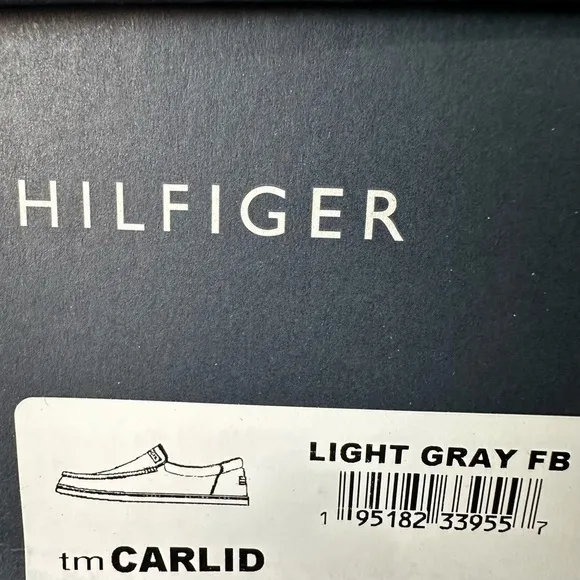 HILFIGER
LIGHT GRAY FB
1 95182 33955 7
tmCARLID